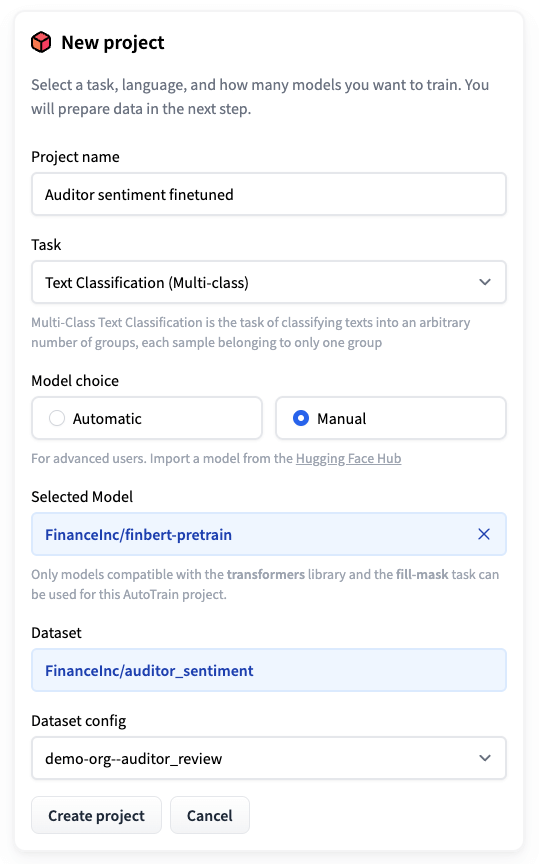 New project
Select a task, language, and how many models you want to train. You
will prepare data in the next step.
Project name
Auditor sentiment finetuned
Task
Text Classification (Multi-class)
Multi-Class Text Classification is the task of classifying texts into an arbitrary
number of groups, each sample belonging to only one group
Model choice
Automatic
Manual
For advanced users. Import a model from the Hugging Face Hub
Selected Model
FinanceInc/finbert-pretrain
Only models compatible with the transformers library and the fill-mask task can
be used for this AutoTrain project.
Dataset
FinanceInc/auditor_sentiment
Dataset config
demo-org--auditor_review
Create project
Cancel